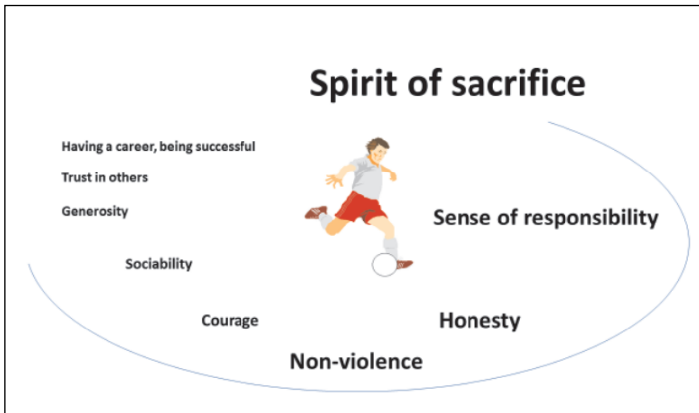 Spirit of sacrifice
Having a career, being successful
Trust in others
Generosity
Sense of responsibility
Sociability
Courage
Honesty
Non-violence